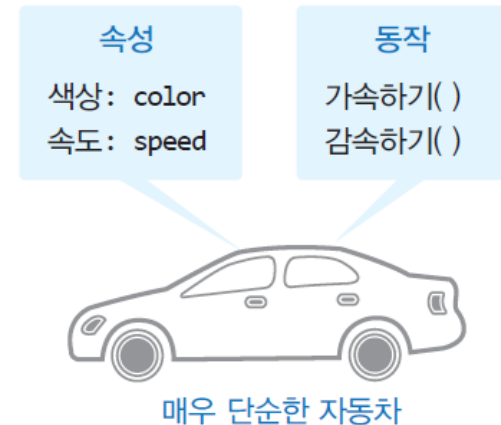 속성
색상: color
속도: speed
동작
가속하기( )
감속하기( )
매우 단순한 자동차